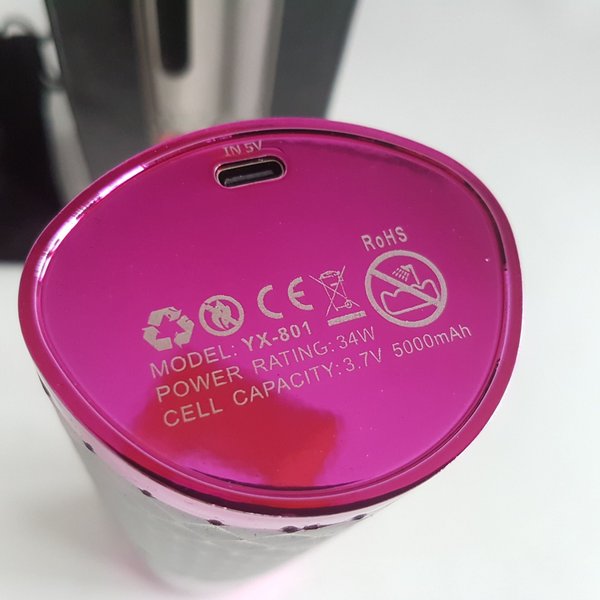 IN 5V
RoHS
CE
MODEL: YX-801
POWER RATING: 34W
CELL CAPACITY: 3.7V 5000mAh